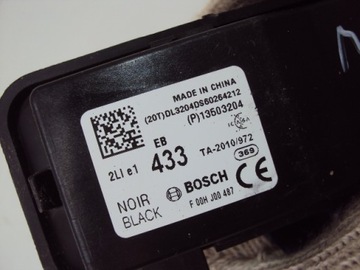 MADE IN CHINA
(20T)DL3204DS60264212
(P)13503204
EB
2LI e1 433 TA-2010/972
369
NOIR
BLACK
BOSCH CE
F 00H J00 487